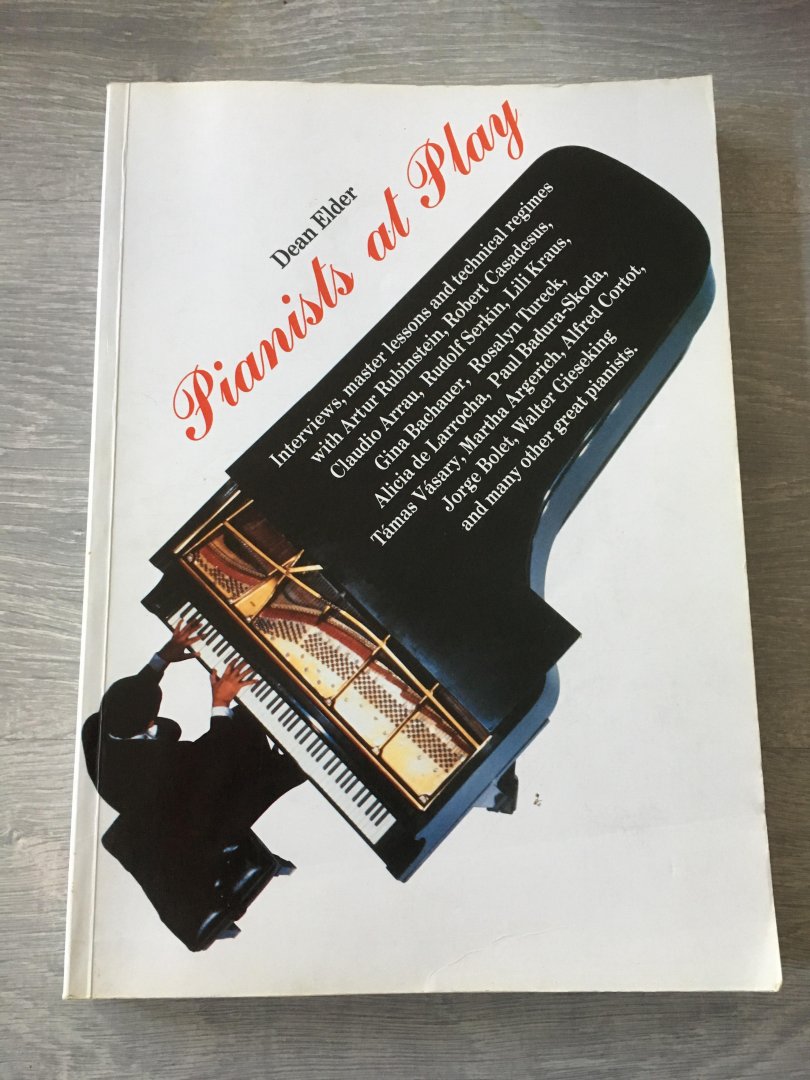 Dean Elder
Pianists at Play
Interviews, master lessons and technical regimes
with Artur Rubinstein, Robert Casadesus,
Claudio Arrau, Rudolf Serkin, Lili Kraus,
Gina Bachauer, Rosalyn Tureck,
Alicia de Larrocha, Paul Badura-Skoda,
Támas Vásary, Martha Argerich, Alfred Cortot,
Jorge Bolet, Walter Gieseking
and many other great pianists.